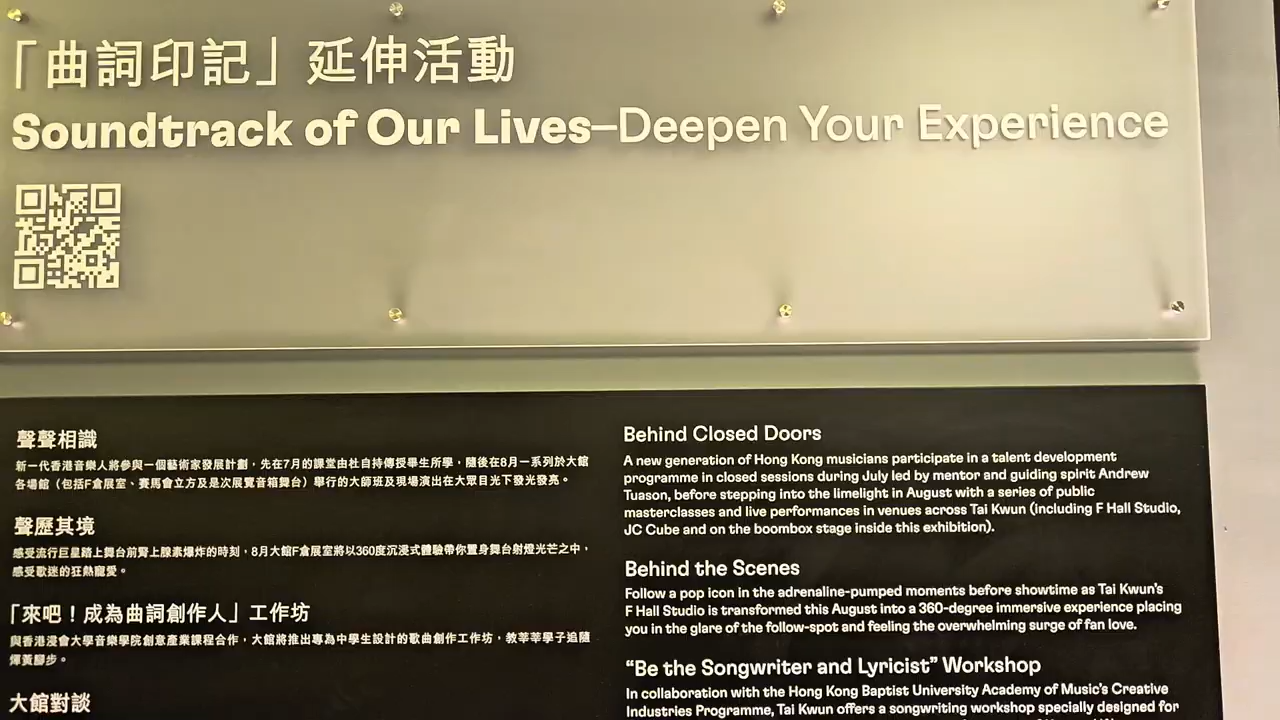 「曲詞印記」延伸活動
Soundtrack of Our Lives–Deepen Your Experience
聲聲相識
新一代香港音樂人將參與一個藝術家發展計劃，先在7月的課堂由杜自持傳授畢生所學，隨後在8月一系列於大館
各場館（包括F倉展室、賽馬會立方及是次展覽音箱舞台）舉行的大師班及現場演出在大眾目光下發光發亮。
聲歷其境
感受流行巨星踏上舞台前腎上腺素爆炸的時刻，8月大館F倉展室將以360度沉浸式體驗帶你置身舞台射燈光芒之中，
感受歌迷的狂熱寵愛。
「來吧！成為曲詞創作人」工作坊
與香港浸會大學音樂學院創意產業課程合作，大館將推出專為中學生設計的歌曲創作工作坊，教莘莘學子追隨
輝黃腳步。
大館對談
Behind Closed Doors
A new generation of Hong Kong musicians participate in a talent development
programme in closed sessions during July led by mentor and guiding spirit Andrew
Tuason, before stepping into the limelight in August with a series of public
masterclasses and live performances in venues across Tai Kwun (including F Hall Studio,
JC Cube and on the boombox stage inside this exhibition).
Behind the Scenes
Follow a pop icon in the adrenaline-pumped moments before showtime as Tai Kwun's
F Hall Studio is transformed this August into a 360-degree immersive experience placing
you in the glare of the follow-spot and feeling the overwhelming surge of fan love.
“Be the Songwriter and Lyricist” Workshop
In collaboration with the Hong Kong Baptist University Academy of Music's Creative
Industries Programme, Tai Kwun offers a songwriting workshop specially designed for